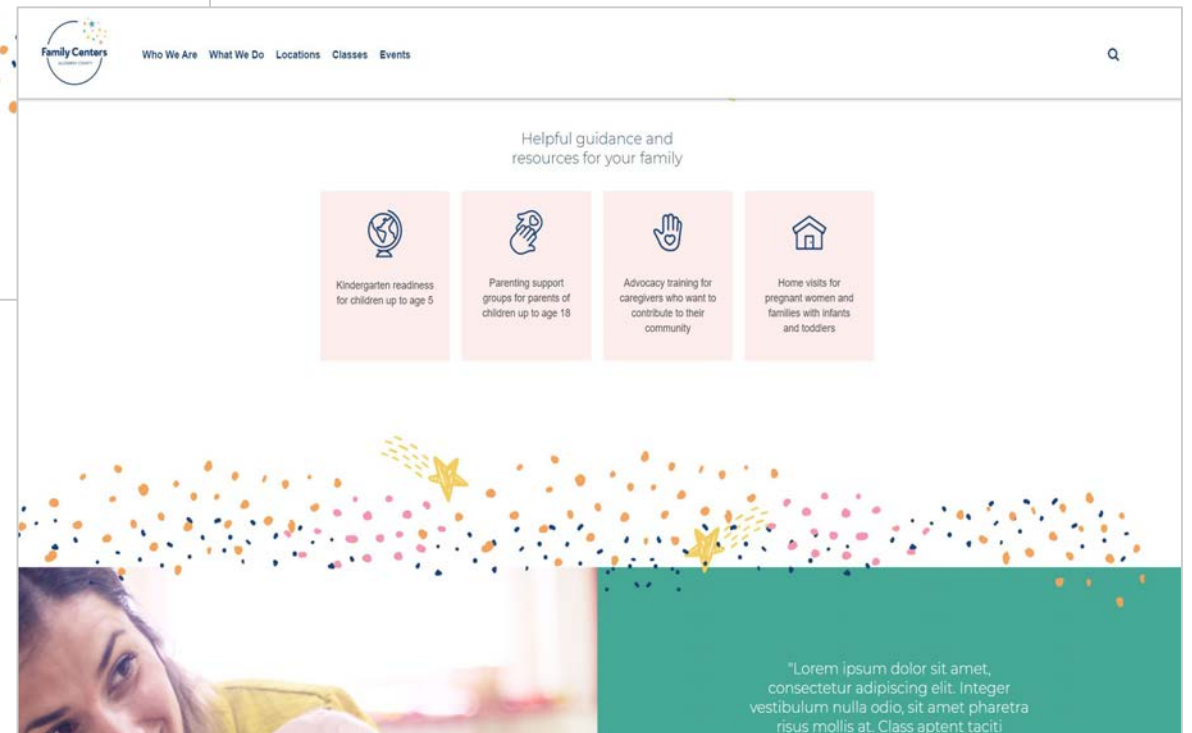 Family Centers
ALLEGHENY COUNTY
Who We Are What We Do Locations Classes Events
Helpful guidance and
resources for your family
Kindergarten readiness
for children up to age 5
Parenting support
groups for parents of
children up to age 18
Advocacy training for
caregivers who want to
contribute to their
community
Home visits for
pregnant women and
families with infants
and toddlers
"Lorem ipsum dolor sit amet,
consectetur adipiscing elit. Integer
vestibulum nulla odio, sit amet pharetra
risus mollis at. Class aptent taciti